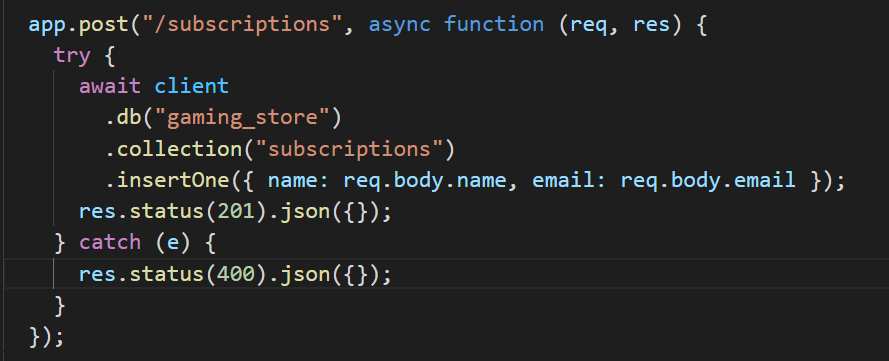 app.post("/subscriptions", async function (req, res) {
  try {
    await client
      .db("gaming_store")
      .collection("subscriptions")
      .insertOne({ name: req.body.name, email: req.body.email });
    res.status(201).json({});
  } catch (e) {
    res.status(400).json({});
  }
});